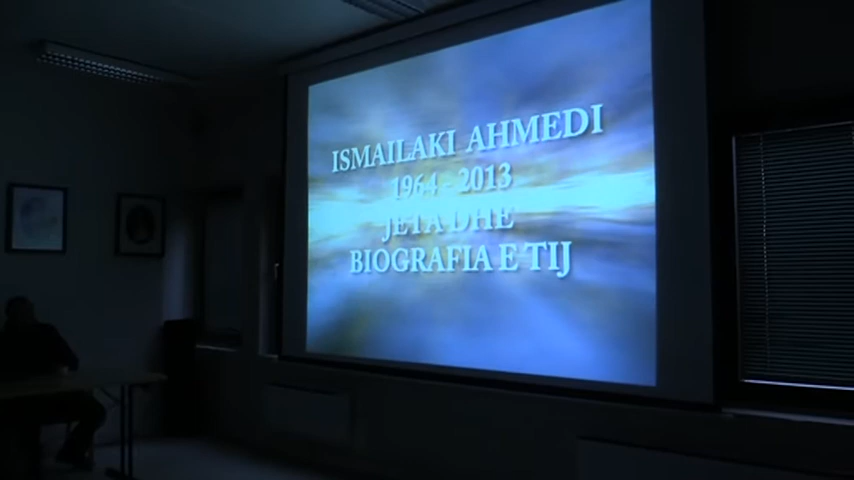 ISMAILAKI AHMEDI
1964 - 2013
JETA DHE
BIOGRAFIA E TIJ